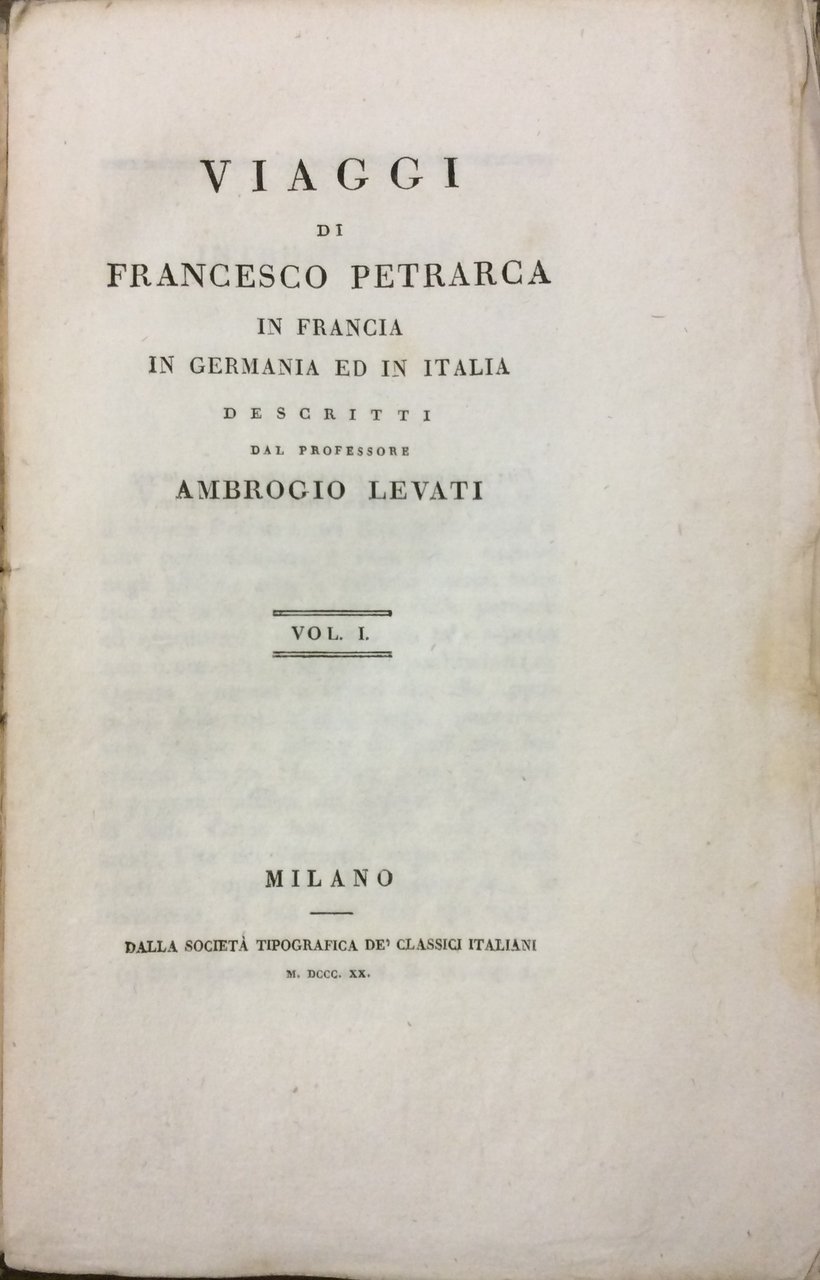 VIAGGI
DI
FRANCESCO PETRARCA
IN FRANCIA
IN GERMANIA ED IN ITALIA
DESCRITTI
DAL PROFESSORE
AMBROGIO LEVATI
VOL. I.
MILANO
DALLA SOCIETÀ TIPOGRAFICA DE' CLASSICI ITALIANI
M. DCCC. XX.